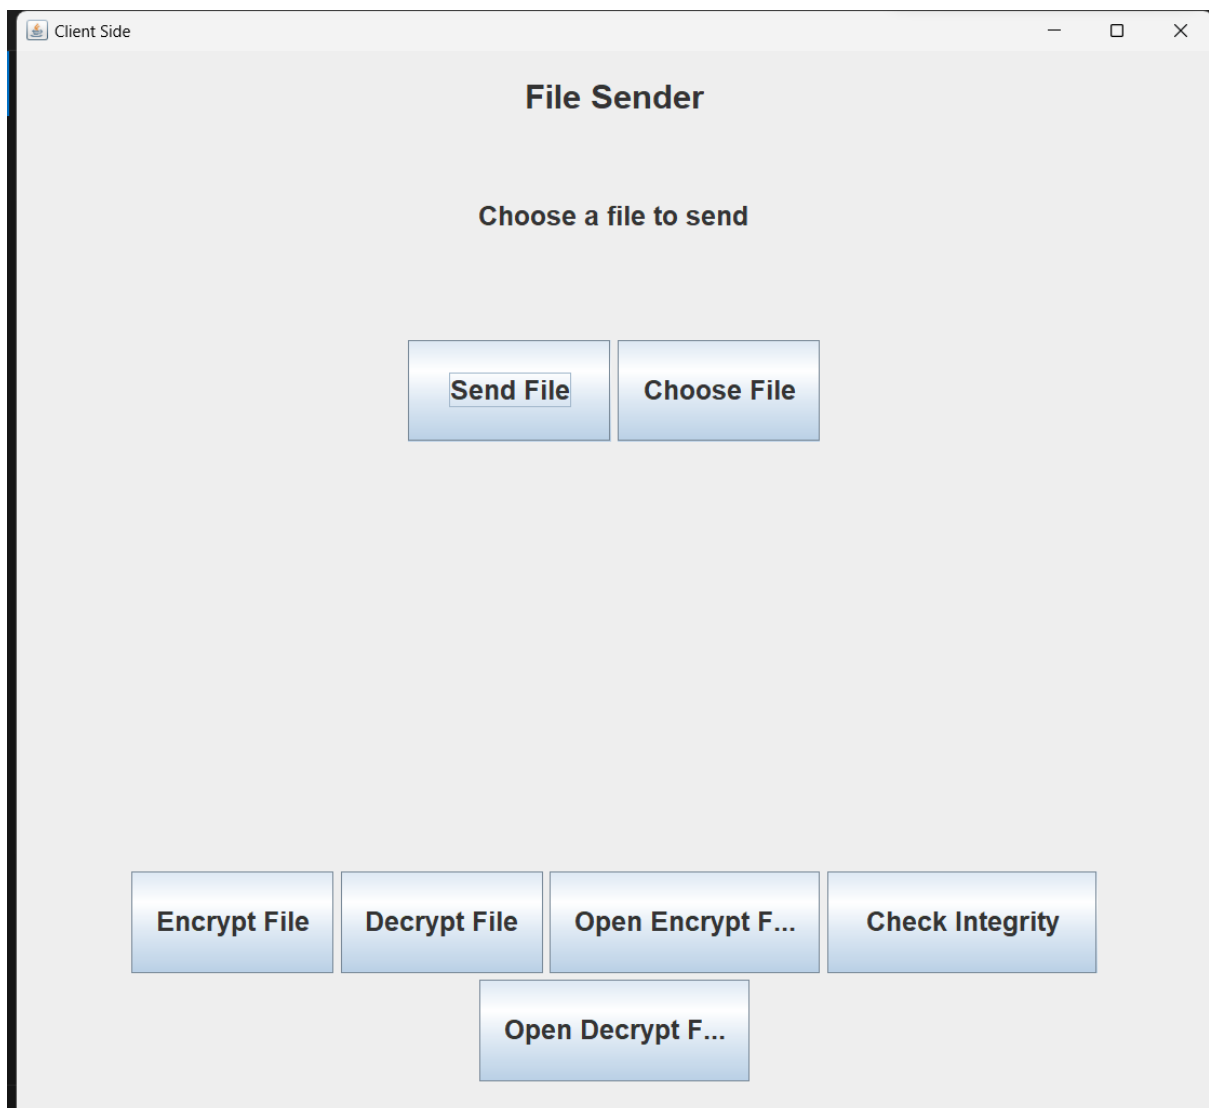 Client Side
File Sender
Choose a file to send
Send File Choose File
Encrypt File Decrypt File Open Encrypt F... Check Integrity
Open Decrypt F...